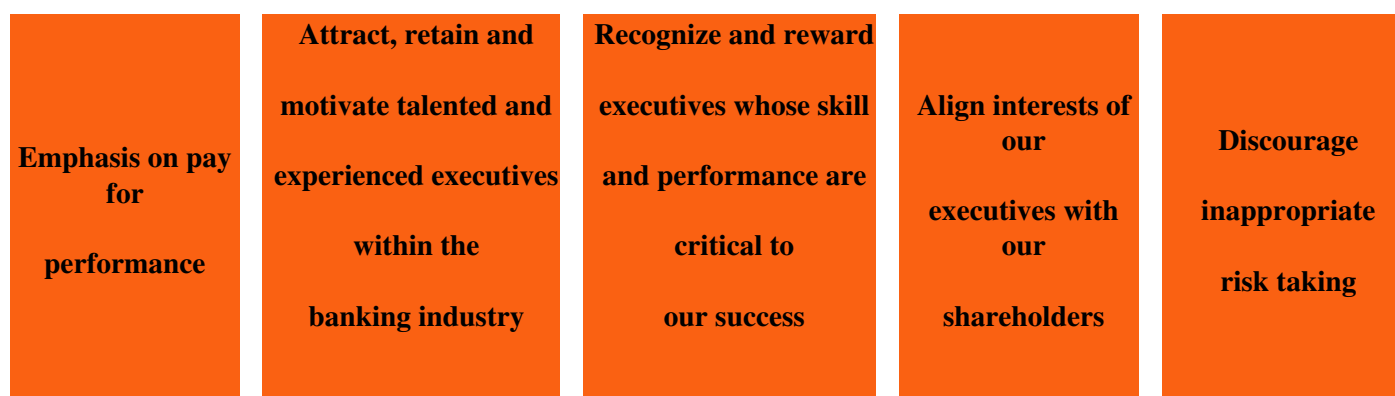 Emphasis on pay
for
performance
Attract, retain and
motivate talented and
experienced executives
within the
banking industry
Recognize and reward
executives whose skill
and performance are
critical to
our success
Align interests of
our
executives with
our
shareholders
Discourage
inappropriate
risk taking